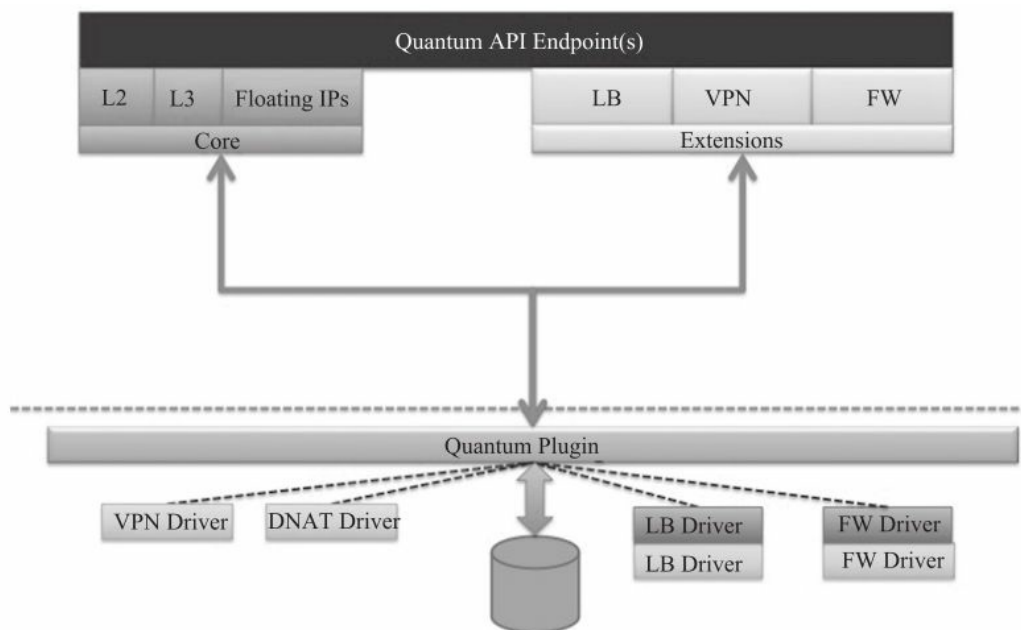 Quantum API Endpoint(s)
L2 L3 Floating IPs LB VPN FW
Core Extensions
Quantum Plugin
VPN Driver DNAT Driver LB Driver FW Driver
LB Driver FW Driver